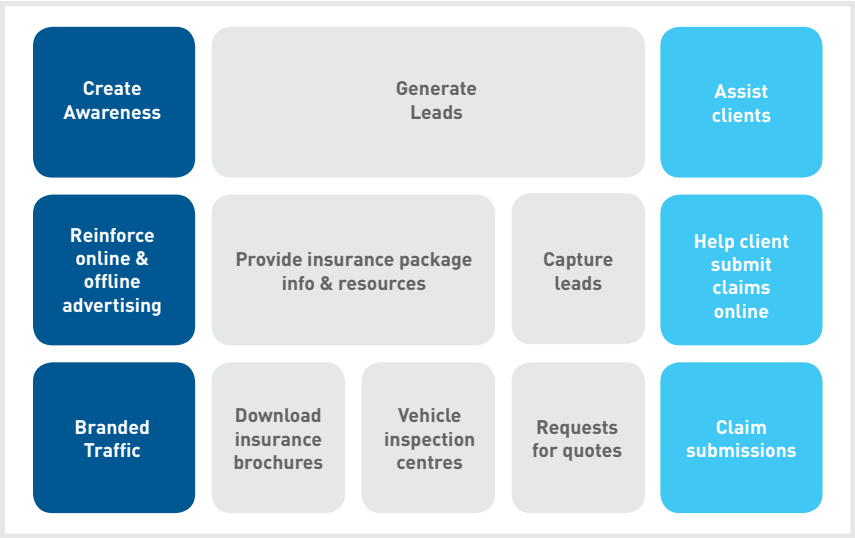 Create
Awareness
Generate
Leads
Assist
clients
Reinforce
online &
offline
advertising
Provide insurance package
info & resources
Capture
leads
Help client
submit
claims
online
Branded
Traffic
Download
insurance
brochures
Vehicle
inspection
centres
Requests
for quotes
Claim
submissions